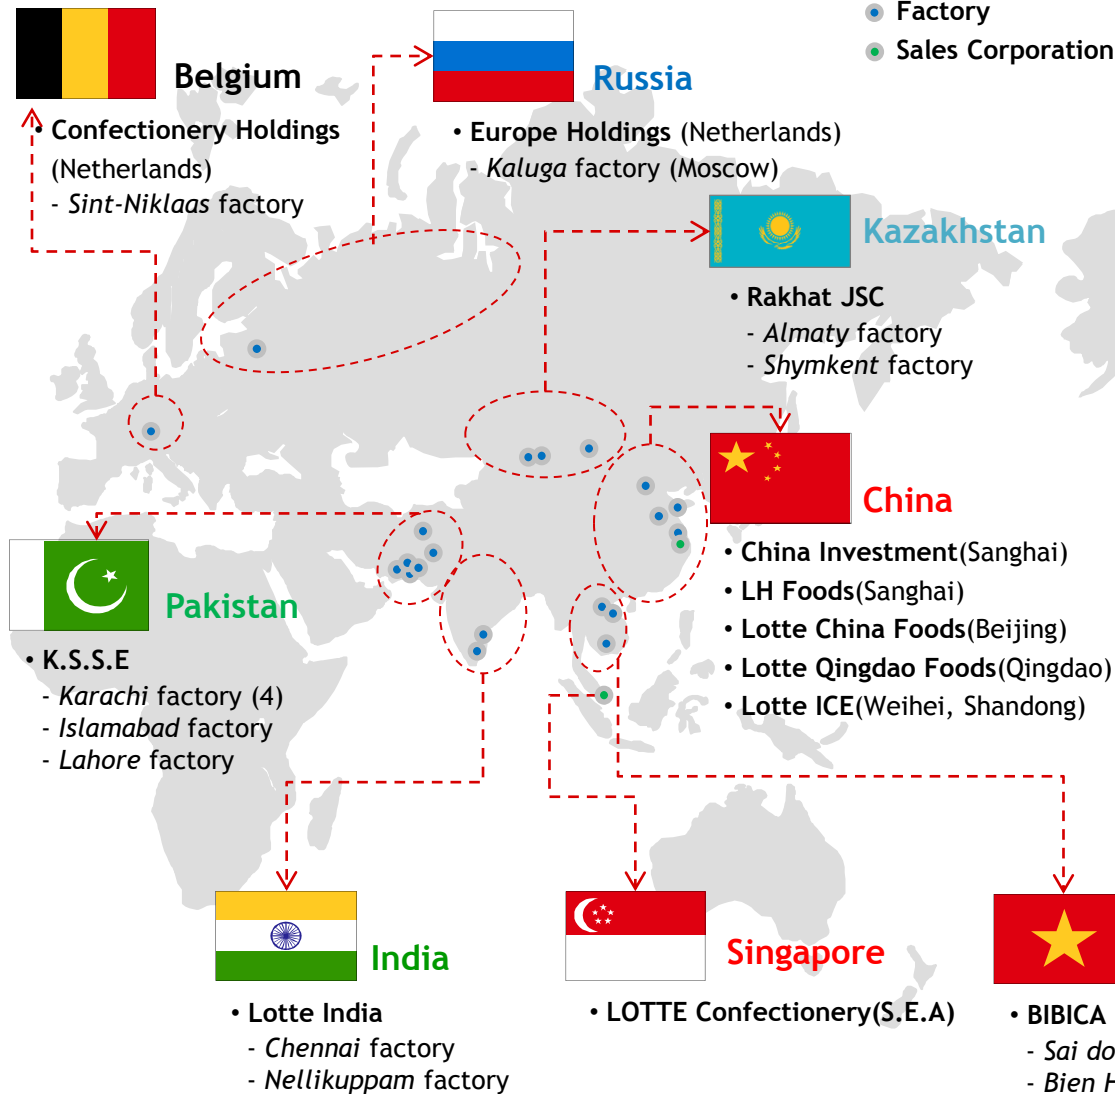 Factory
Sales Corporation
Belgium
• Confectionery Holdings
(Netherlands)
- Sint-Niklaas factory
Russia
• Europe Holdings (Netherlands)
- Kaluga factory (Moscow)
Kazakhstan
• Rakhat JSC
- Almaty factory
- Shymkent factory
China
• China Investment(Sanghai)
• LH Foods(Sanghai)
• Lotte China Foods(Beijing)
• Lotte Qingdao Foods(Qingdao)
• Lotte ICE(Weihei, Shandong)
Pakistan
• K.S.S.E
- Karachi factory (4)
- Islamabad factory
- Lahore factory
India
• Lotte India
- Chennai factory
- Nellikuppam factory
Singapore
• LOTTE Confectionery(S.E.A)
• BIBICA
- Sai do
- Bien H